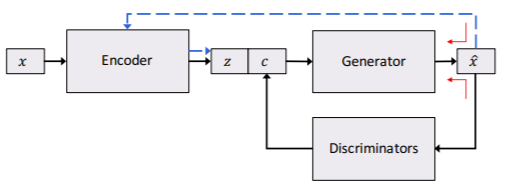 x
Encoder
z
c
Generator
x̂
Discriminators